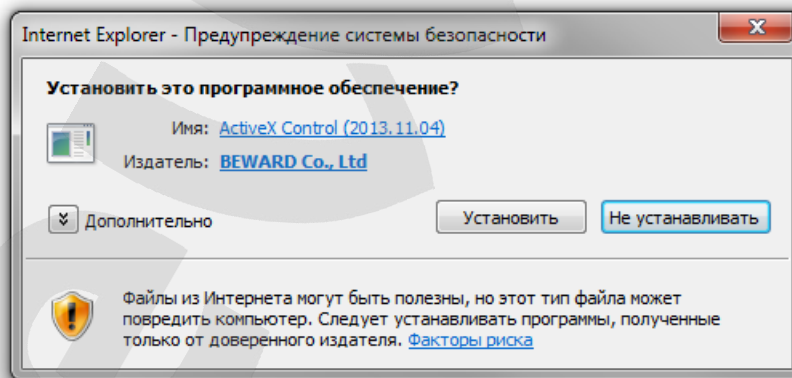 Internet Explorer - Предупреждение системы безопасности
Установить это программное обеспечение?
Имя: ActiveX Control (2013.11.04)
Издатель: BEWARD Co., Ltd
Дополнительно Установить Не устанавливать
Файлы из Интернета могут быть полезны, но этот тип файла может
повредить компьютер. Следует устанавливать программы, полученные
только от доверенного издателя. Факторы риска